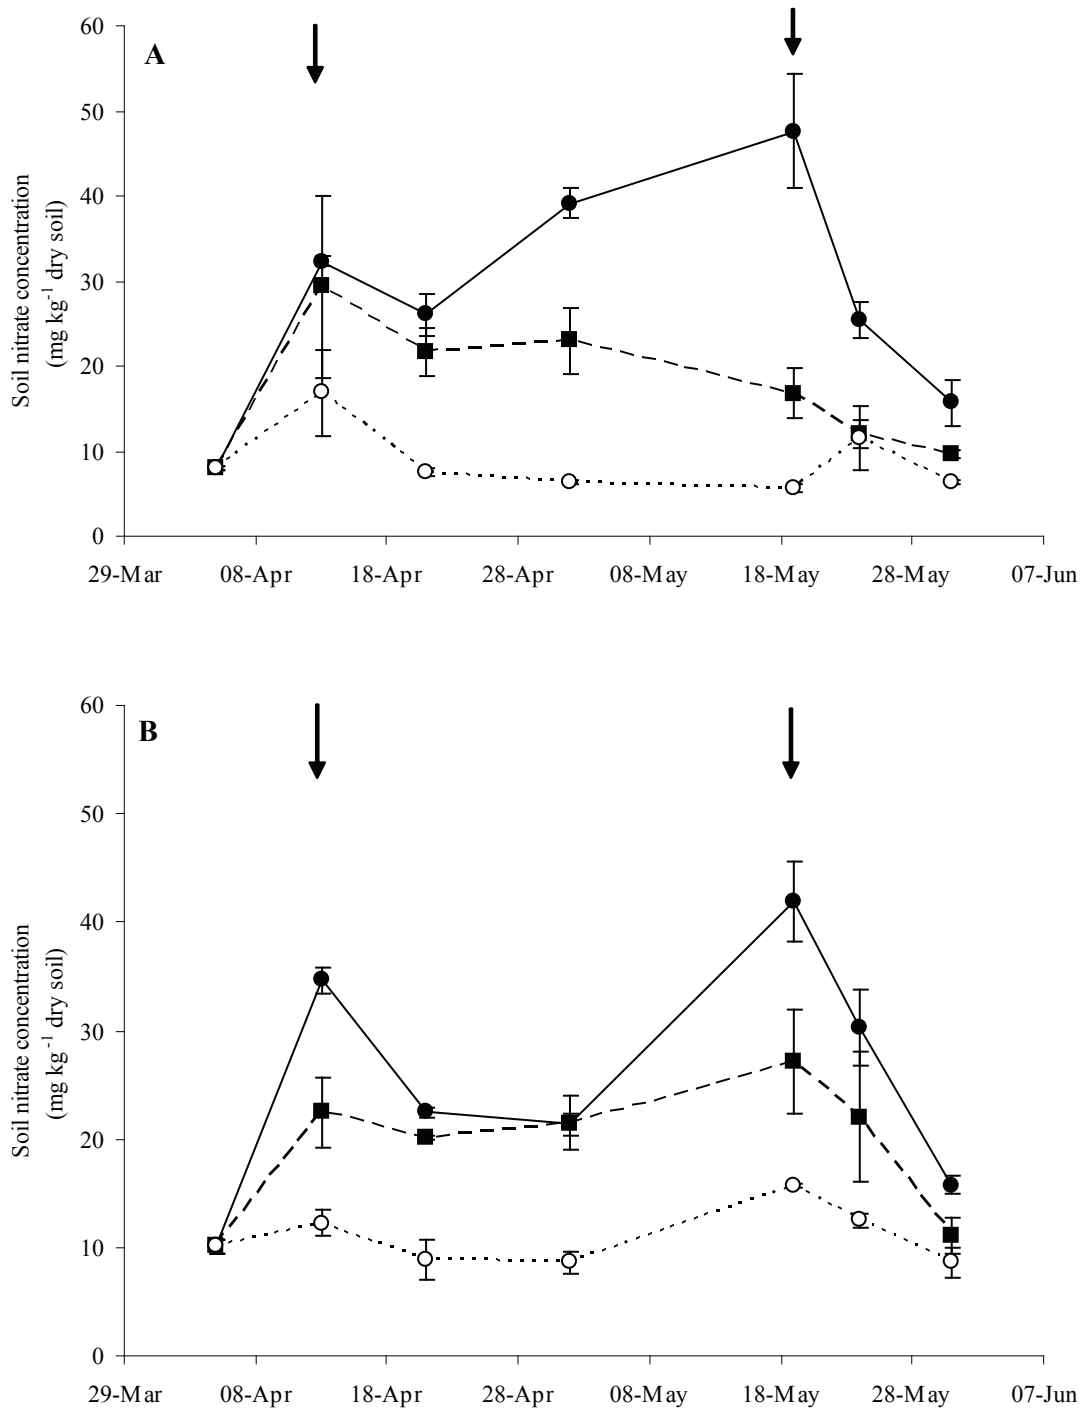 A
60
50
40
30
20
10
0
Soil nitrate concentration
(mg kg⁻¹ dry soil)
29-Mar 08-Apr 18-Apr 28-Apr 08-May 18-May 28-May 07-Jun
B
60
50
40
30
20
10
0
Soil nitrate concentration
(mg kg⁻¹ dry soil)
29-Mar 08-Apr 18-Apr 28-Apr 08-May 18-May 28-May 07-Jun